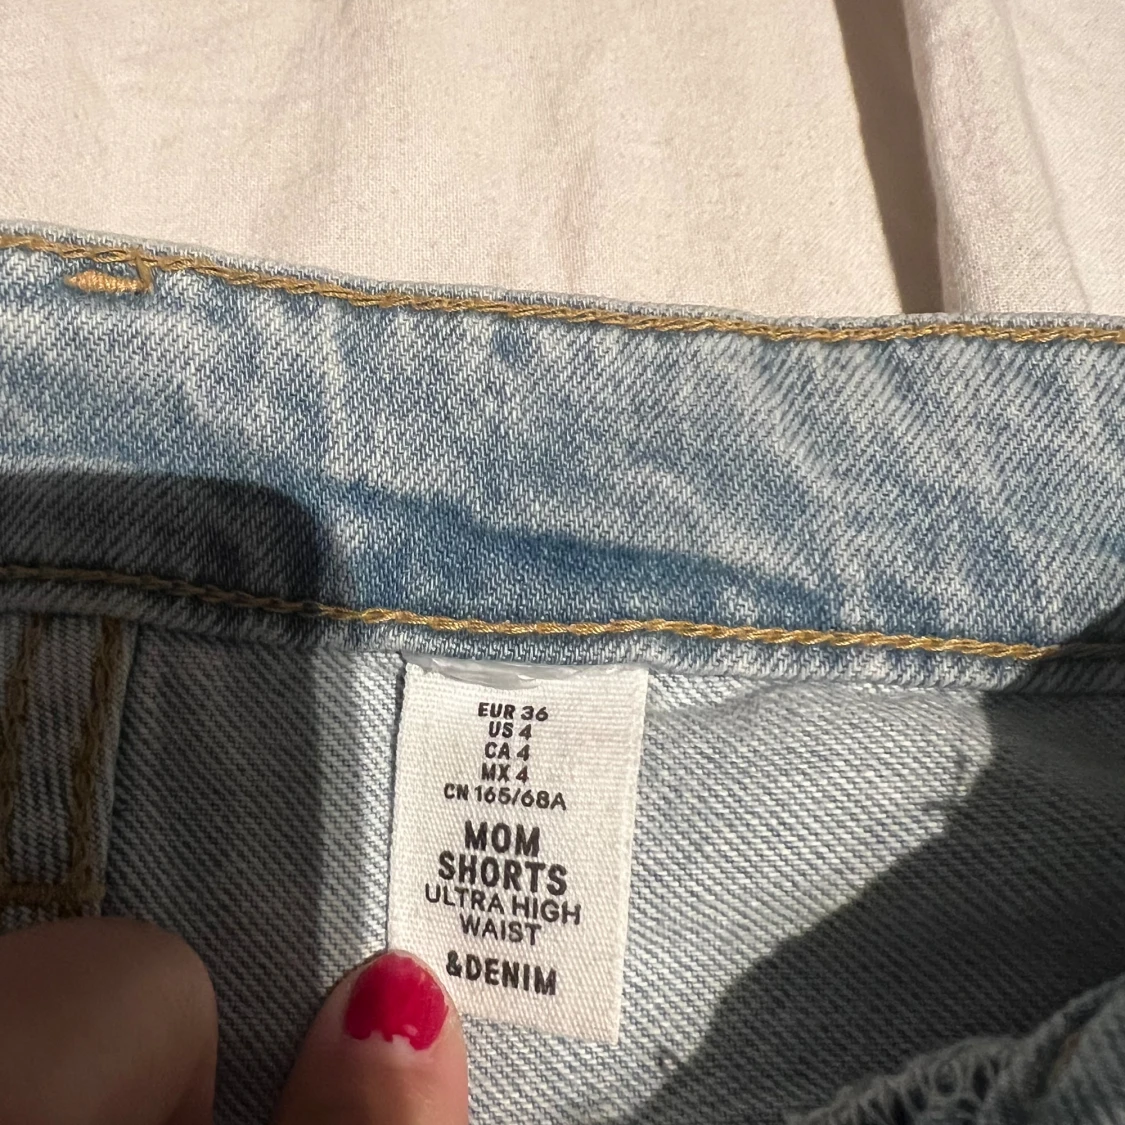 EUR 36
US 4
CA 4
MX 4
CN 165/68A
MOM
SHORTS
ULTRA HIGH
WAIST
&DENIM